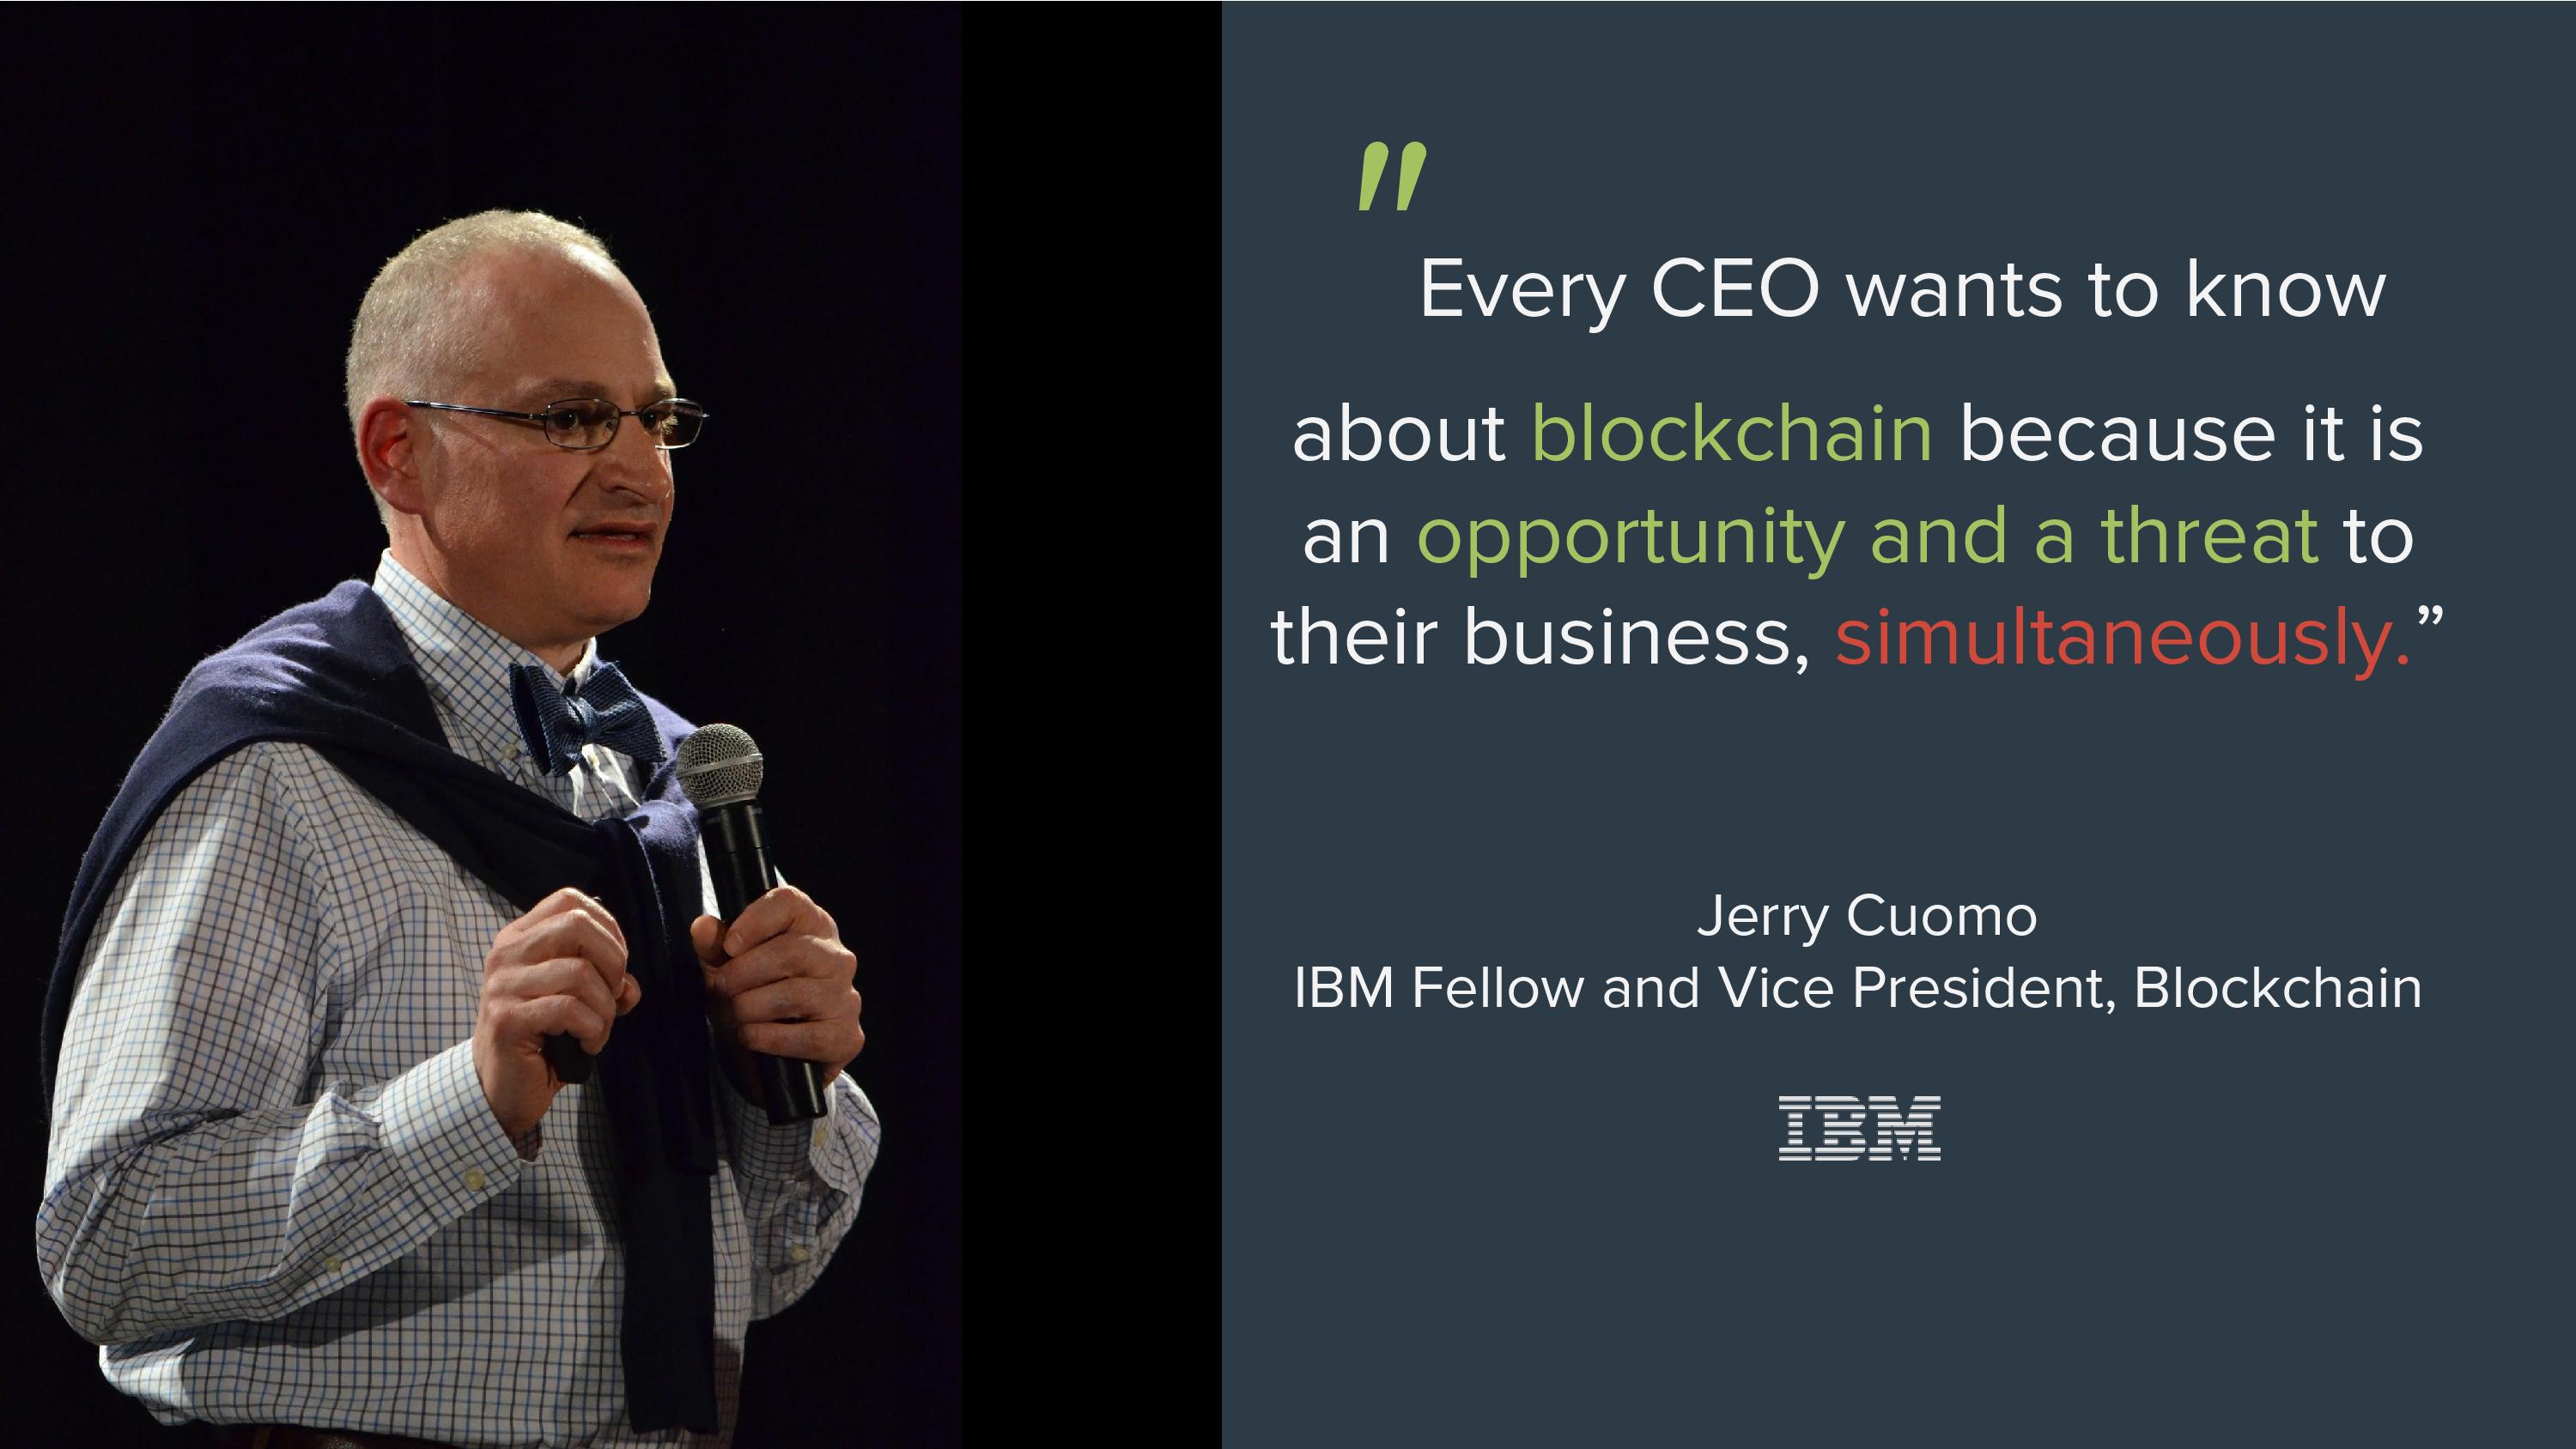 "
Every CEO wants to know
about blockchain because it is
an opportunity and a threat to
their business, simultaneously.”
Jerry Cuomo
IBM Fellow and Vice President, Blockchain
IBM